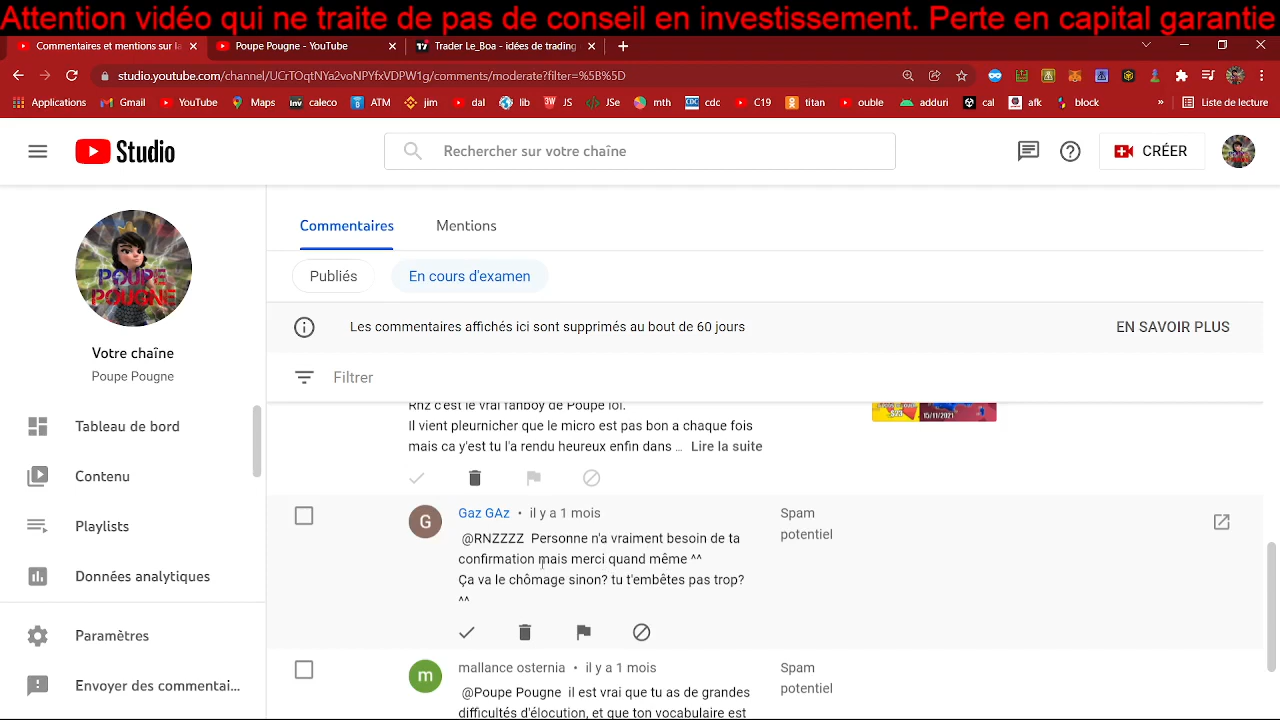 Attention vidéo qui ne traite de pas de conseil en investissement. Perte en capital garantie
Commentaires et mentions sur la
Poupe Pougne - YouTube
Trader Le_Boa - idées de trading
studio.youtube.com/channel/UCrTOqtNYa2voNPYfxVDPW1g/comments/moderate?filter=%5B%5D
Applications
Gmail
YouTube
Maps
caleco
ATM
jim
dal
lib
JS
JSe
mth
cdc
C19
titan
ouble
adduri
cal
afk
block
»
Liste de lecture
Studio
Rechercher sur votre chaîne
CRÉER
POUPE
POUGNE
Votre chaîne
Poupe Pougne
Tableau de bord
Contenu
Playlists
Données analytiques
Paramètres
Envoyer des commentai...
Commentaires
Mentions
Publiés
En cours d'examen
Les commentaires affichés ici sont supprimés au bout de 60 jours
EN SAVOIR PLUS
Filtrer
Rnz c'est le vrai fanboy de Poupe lol.
Il vient pleurnicher que le micro est pas bon a chaque fois
mais ca y'est tu l'a rendu heureux enfin dans ... Lire la suite
15/11/2021
G
Gaz GAz • il y a 1 mois
@RNZZZZ Personne n'a vraiment besoin de ta
confirmation mais merci quand même ^^
Ça va le chômage sinon? tu t'embêtes pas trop?
^^
Spam
potentiel
m
mallance osternia • il y a 1 mois
@Poupe Pougne il est vrai que tu as de grandes
difficultés d'élocution, et que ton vocabulaire est
Spam
potentiel